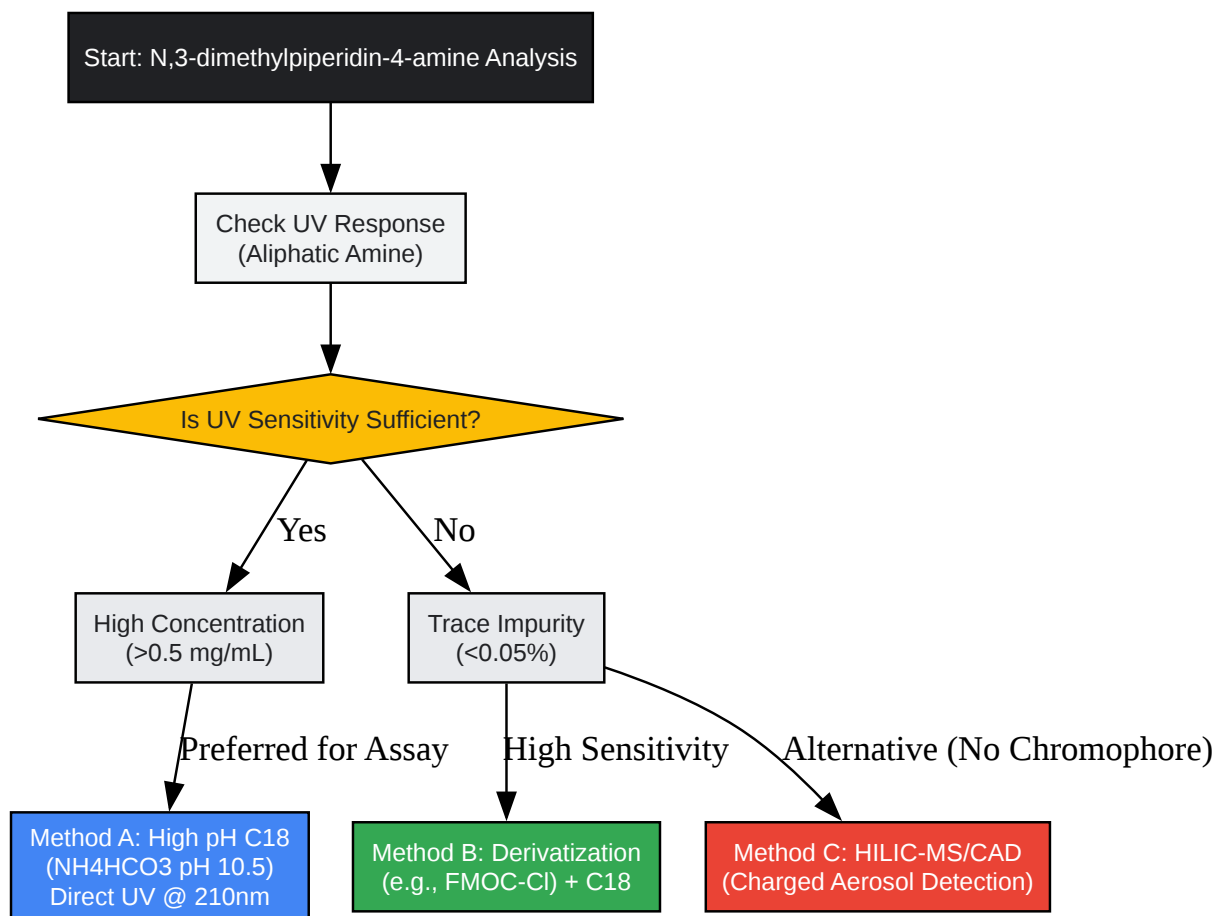 Start: N,3-dimethylpiperidin-4-amine Analysis
Check UV Response
(Aliphatic Amine)
Is UV Sensitivity Sufficient?
Yes
No
High Concentration
(>0.5 mg/mL)
Trace Impurity
(<0.05%)
Preferred for Assay
High Sensitivity
Alternative (No Chromophore)
Method A: High pH C18
(NH4HCO3 pH 10.5)
Direct UV @ 210nm
Method B: Derivatization
(e.g., FMOC-Cl) + C18
Method C: HILIC-MS/CAD
(Charged Aerosol Detection)